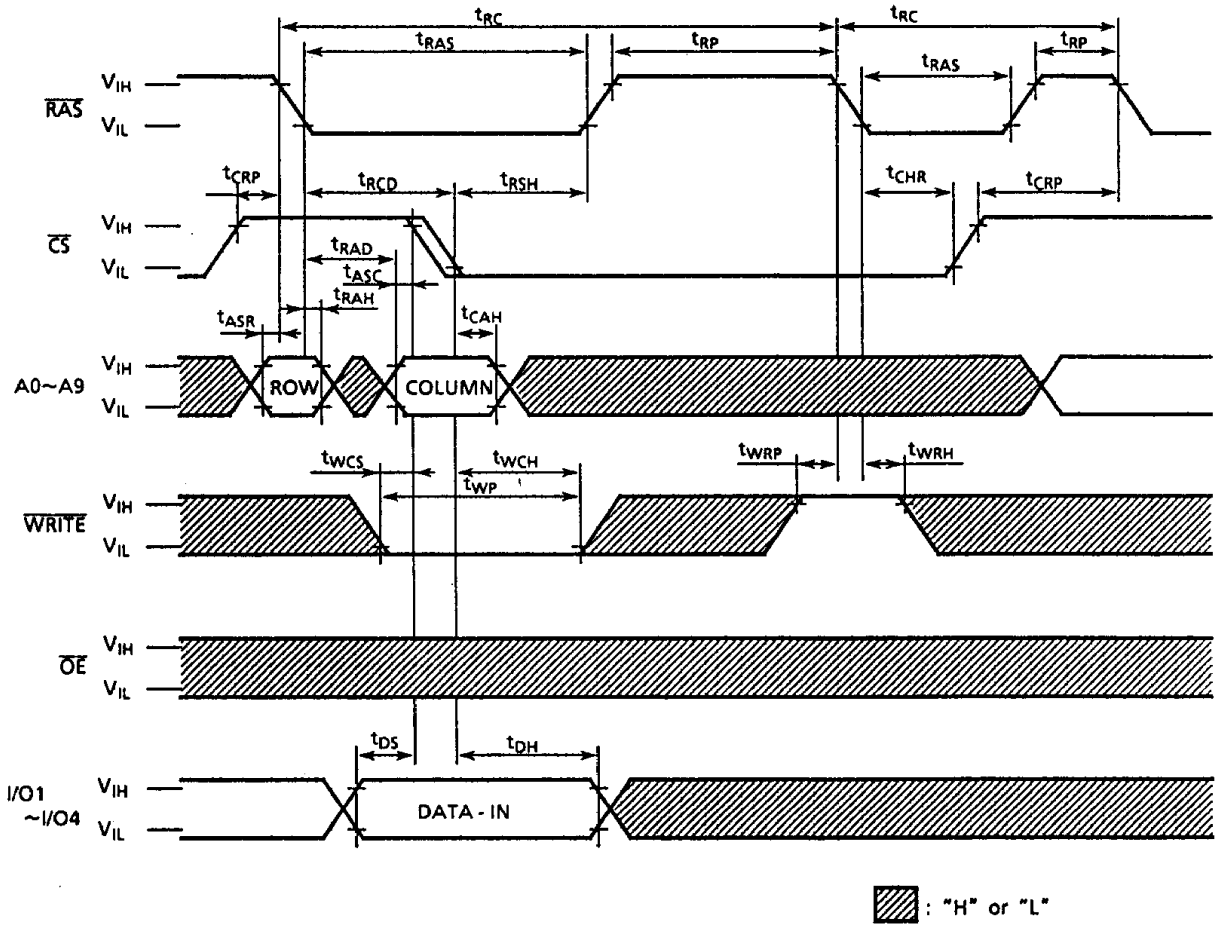 tRC tRC
tRAS tRP tRAS tRP
RAS VIH
VIL
tCRP tRCD tRSH tCHR tCRP
CS VIH
VIL
tRAD
tASC
tRAH
tASR tCAH
A0~A9 VIH
VIL
ROW COLUMN
tWCS tWCH tWRP tWRH
tWP
WRITE VIH
VIL
OE VIH
VIL
tDS tDH
I/O1
~I/O4 VIH
VIL
DATA - IN
: "H" or "L"